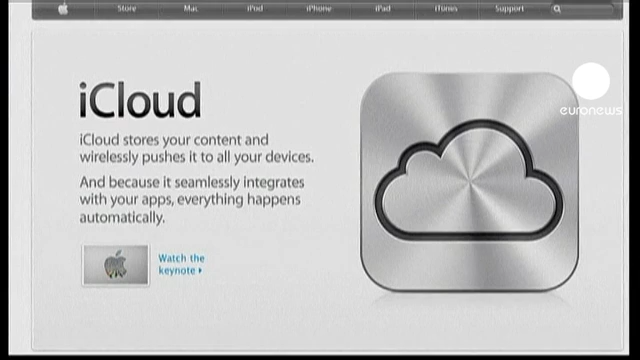 Store Mac iPod iPhone iPad iTunes Support
euronews
iCloud
iCloud stores your content and
wirelessly pushes it to all your devices.
And because it seamlessly integrates
with your apps, everything happens
automatically.
Watch the
keynote